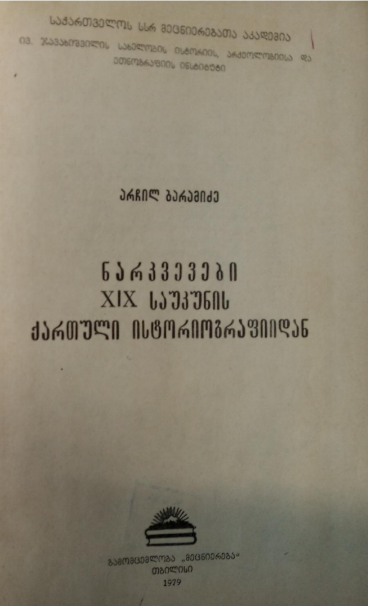 საქართველოს სსრ მეცნიერებათა აკადემია
ივ. ჯავახიშვილის სახელობის ისტორიის, არქეოლოგიისა და
ეთნოგრაფიის ინსტიტუტი
არჩილ ბარამიძე
ნარკვევები
XIX საუკუნის
ქართული ისტორიოგრაფიიდან
გამომცემლობა „მეცნიერება“
თბილისი
1979